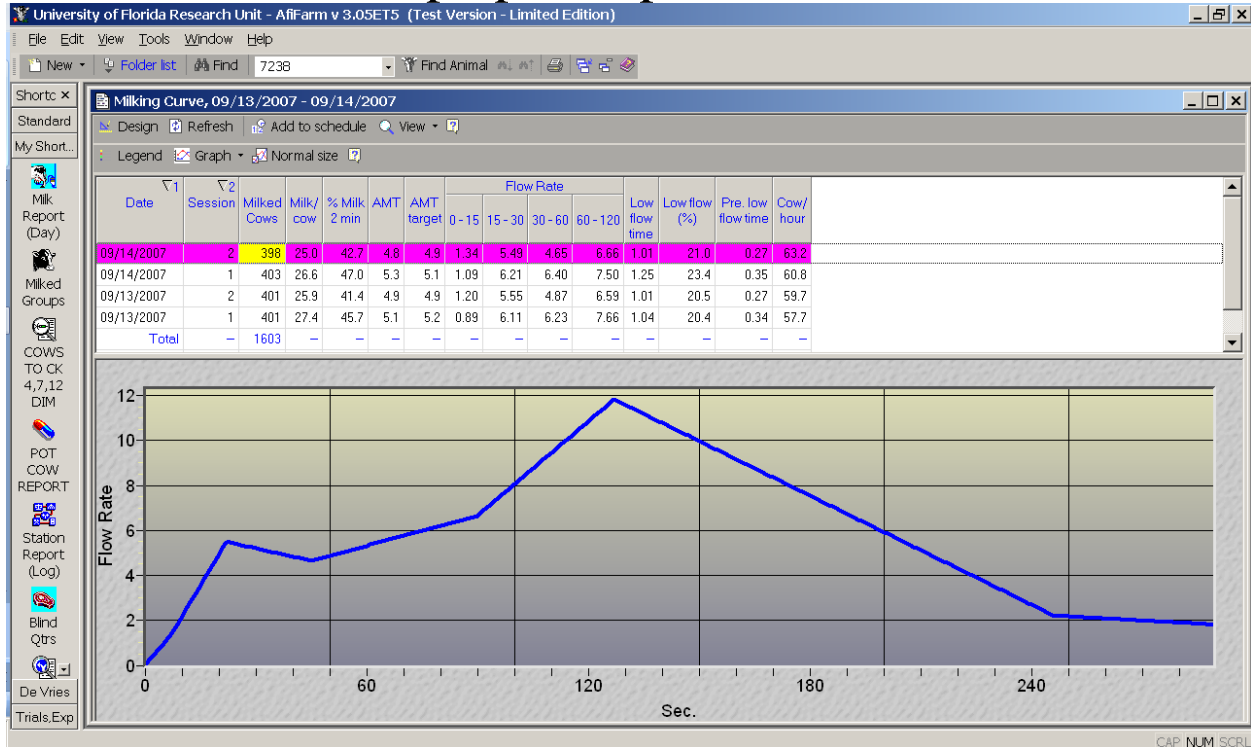 University of Florida Research Unit - AfiFarm v 3.05ET5 (Test Version - Limited Edition)
File Edit View Tools Window Help
New Folder list Find 7238 Find Animal
Shortc
Standard
My Short...
Milk
Report
(Day)
Milked
Groups
COWS
TO CK
4,7,12
DIM
POT
COW
REPORT
Station
Report
(Log)
Blind
Qtrs
De Vries
Trials,Exp
Milking Curve, 09/13/2007 - 09/14/2007
Design Refresh Add to schedule View
Legend Graph Normal size
Date 1 Session 2 Milked Cows Milk/ cow % Milk 2 min AMT AMT target Flow Rate 0 - 15 15 - 30 30 - 60 60 - 120 Low flow time Low flow (%) Pre. low flow time Cow/ hour
09/14/2007 2 398 25.0 42.7 4.8 4.9 1.34 5.49 4.65 6.66 1.01 21.0 0.27 63.2
09/14/2007 1 403 26.6 47.0 5.3 5.1 1.09 6.21 6.40 7.50 1.25 23.4 0.35 60.8
09/13/2007 2 401 25.9 41.4 4.9 4.9 1.20 5.55 4.87 6.59 1.01 20.5 0.27 59.7
09/13/2007 1 401 27.4 45.7 5.1 5.2 0.89 6.11 6.23 7.66 1.04 20.4 0.34 57.7
Total – 1603 – – – – – – – – – – – –
Flow Rate
12
10
8
6
4
2
0
0 60 120 180 240
Sec.
CAP NUM SCRL